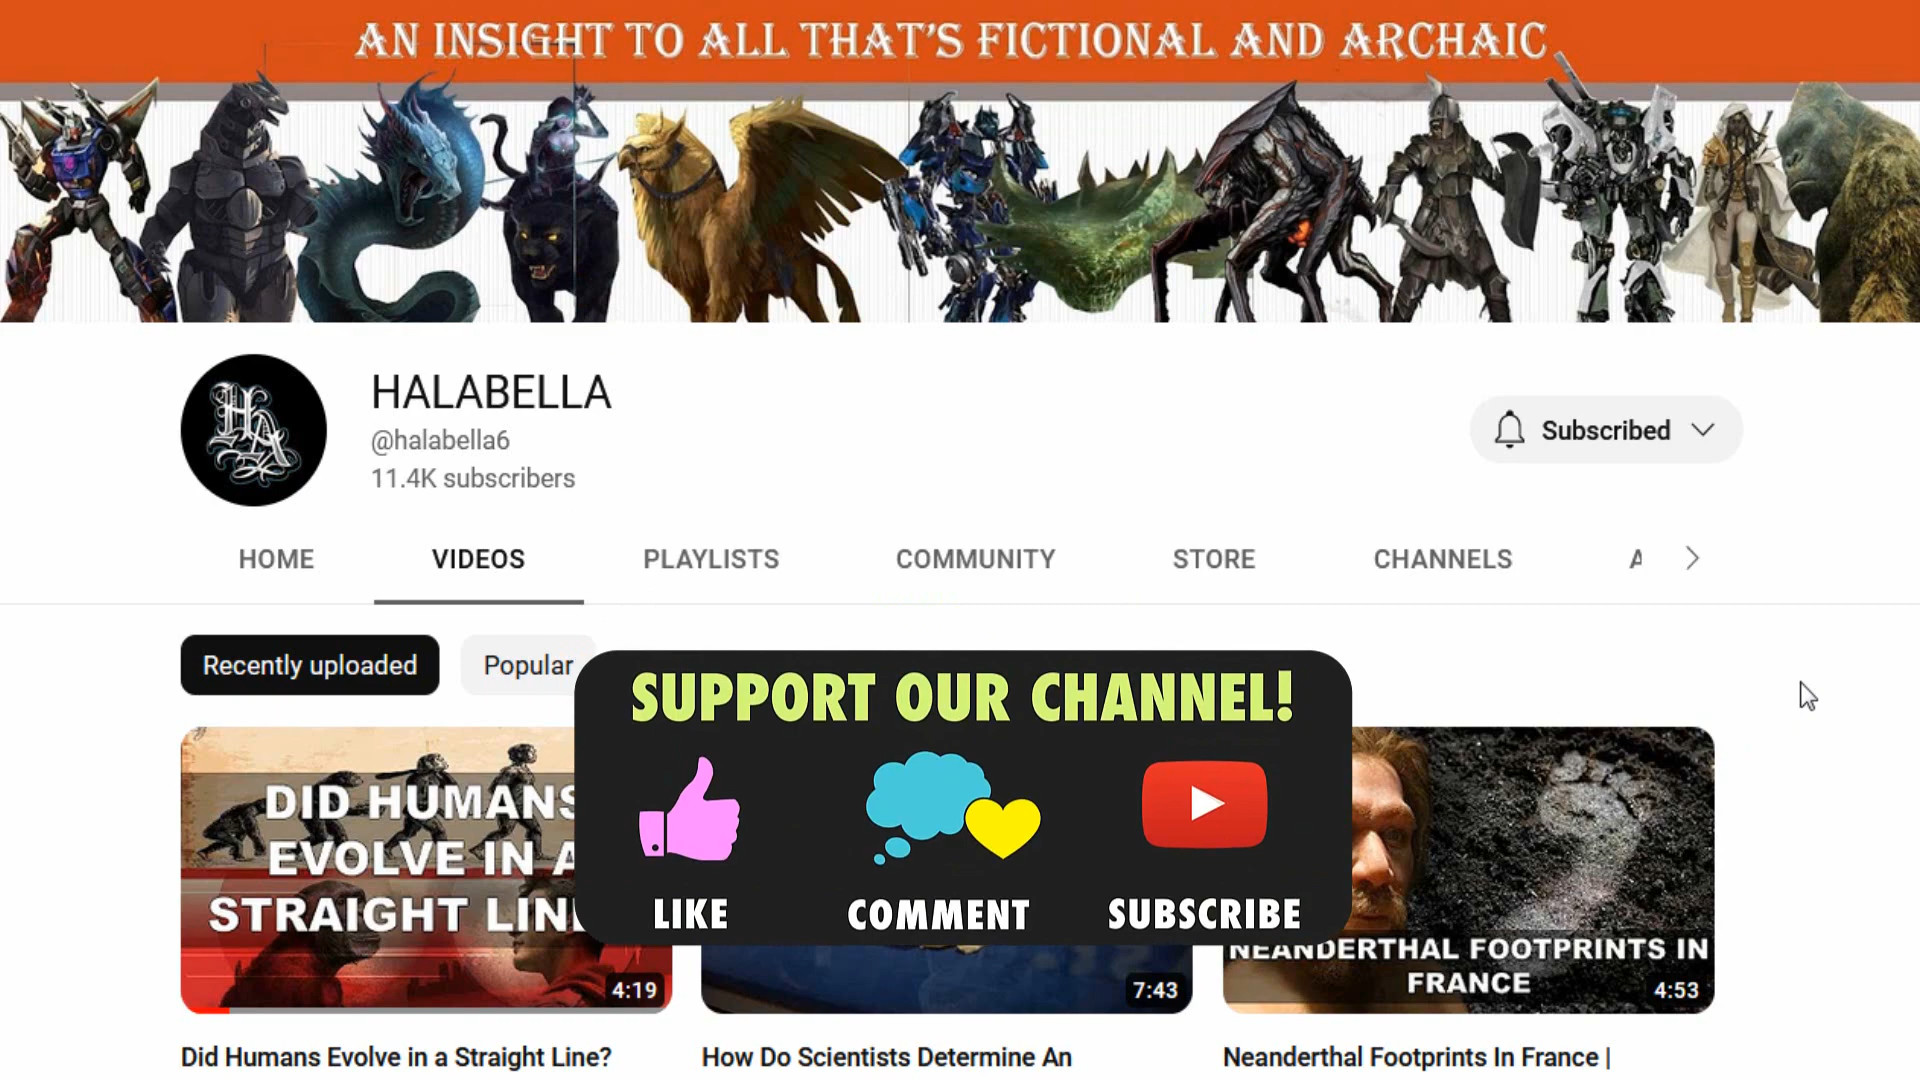 AN INSIGHT TO ALL THAT'S FICTIONAL AND ARCHAIC
HALABELLA
@halabella6
11.4K subscribers
Subscribed
HOME VIDEOS PLAYLISTS COMMUNITY STORE CHANNELS A
Recently uploaded Popular
SUPPORT OUR CHANNEL!
LIKE COMMENT SUBSCRIBE
DID HUMANS
EVOLVE IN A
STRAIGHT LIN
4:19
7:43
NEANDERTHAL FOOTPRINTS IN
FRANCE
4:53
Did Humans Evolve in a Straight Line?
How Do Scientists Determine An
Neanderthal Footprints In France |